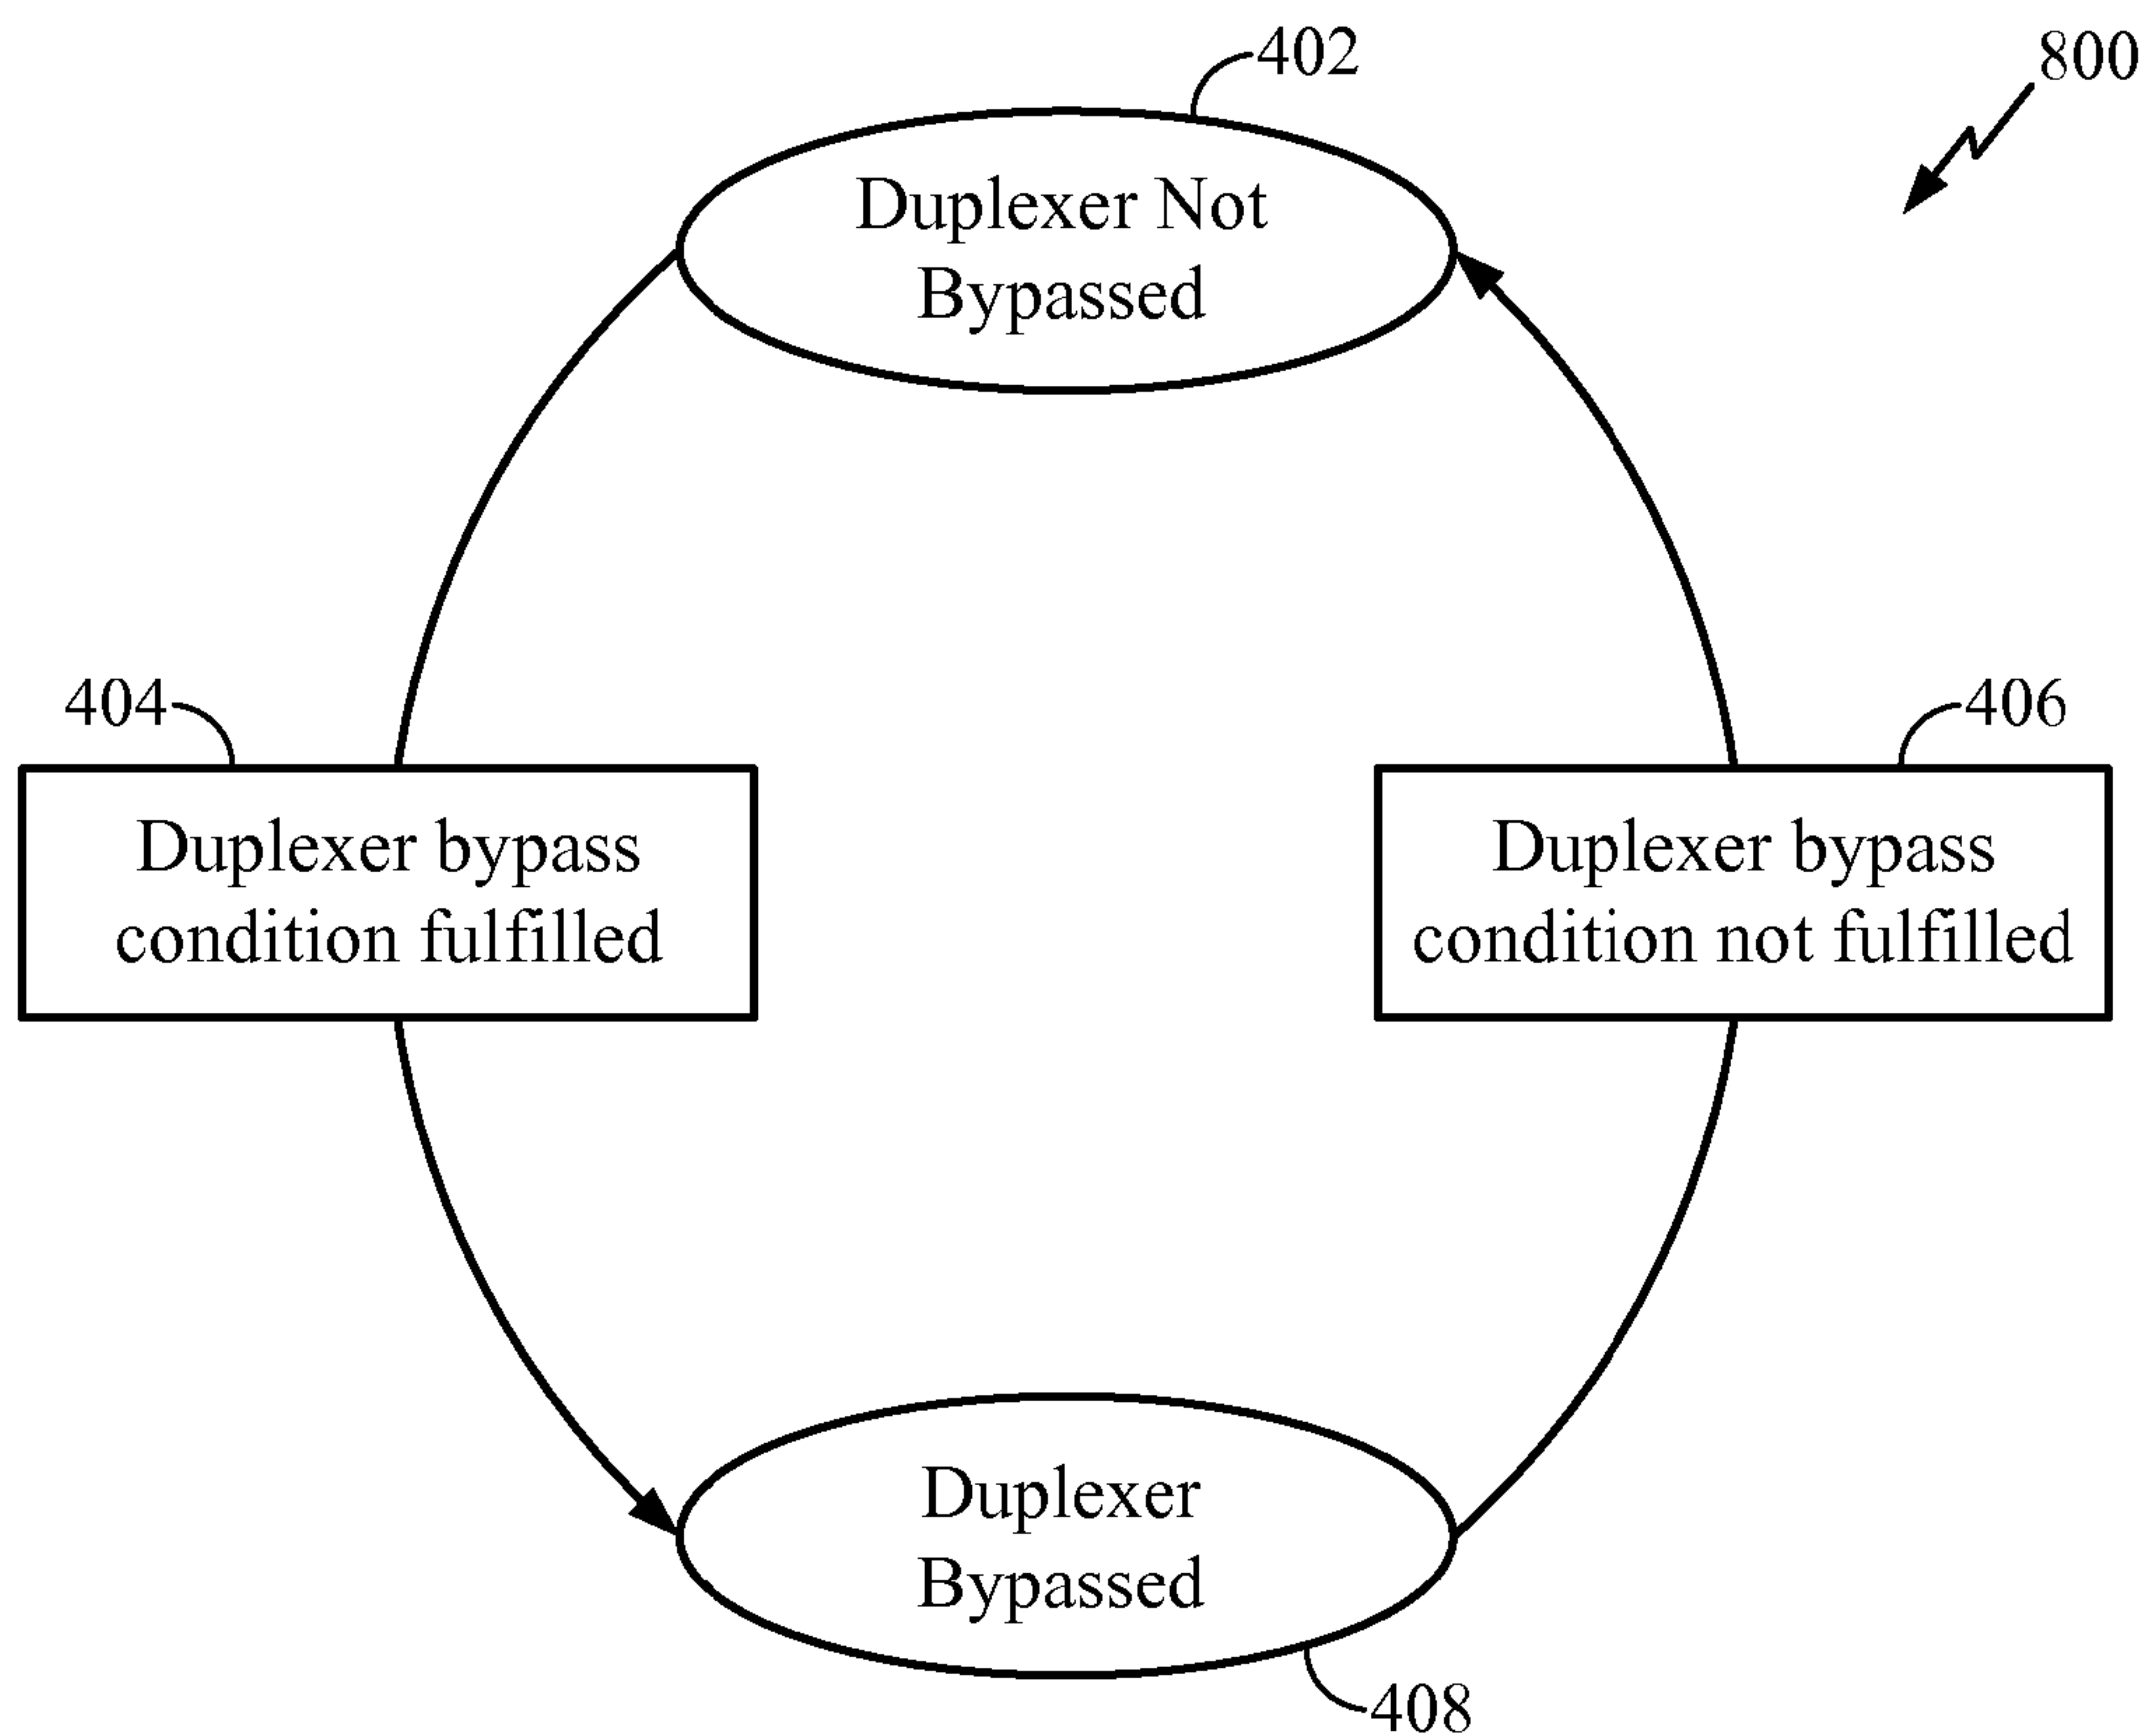 402
800
Duplexer Not
Bypassed
404
406
Duplexer bypass
condition fulfilled
Duplexer bypass
condition not fulfilled
Duplexer
Bypassed
408